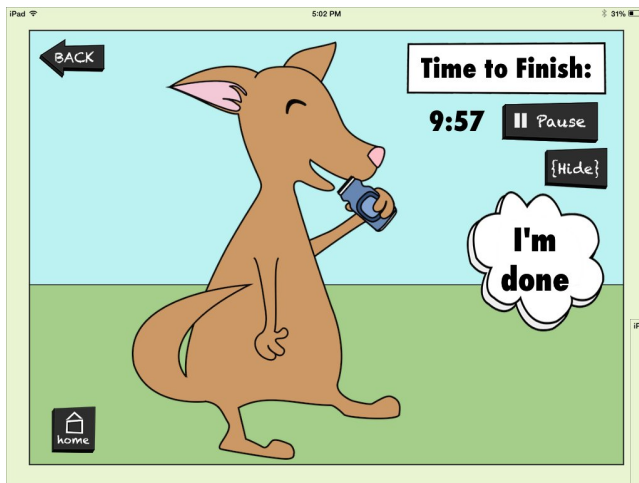 iPad
5:02 PM
31%
BACK
Time to Finish:
9:57
Pause
{Hide}
I'm
done
home